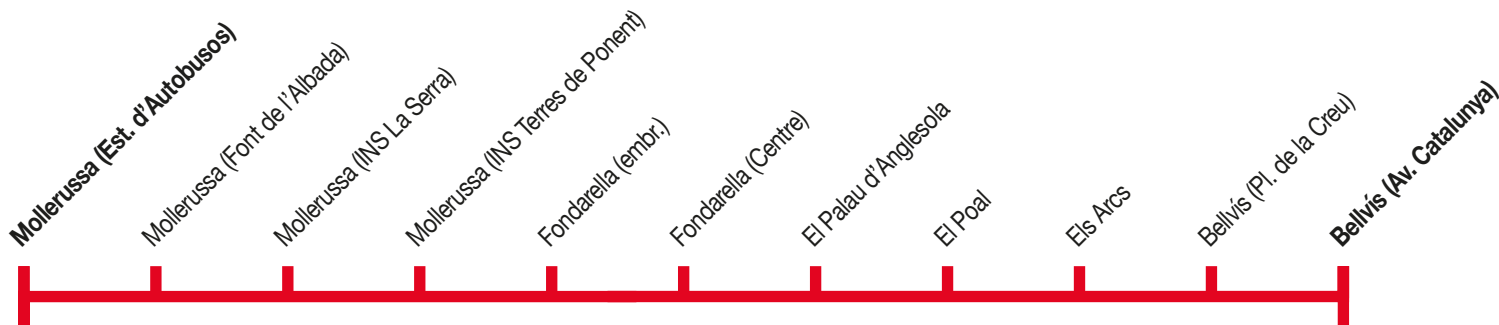 Mollerussa (Est. d'Autobusos)
Mollerussa (Font de l'Albada)
Mollerussa (INS La Serra)
Mollerussa (INS Terres de Ponent)
Fondarella (embr.)
Fondarella (Centre)
El Palau d'Anglesola
El Poal
Els Arcs
Bellvís (Pl. de la Creu)
Bellvís (Av. Catalunya)